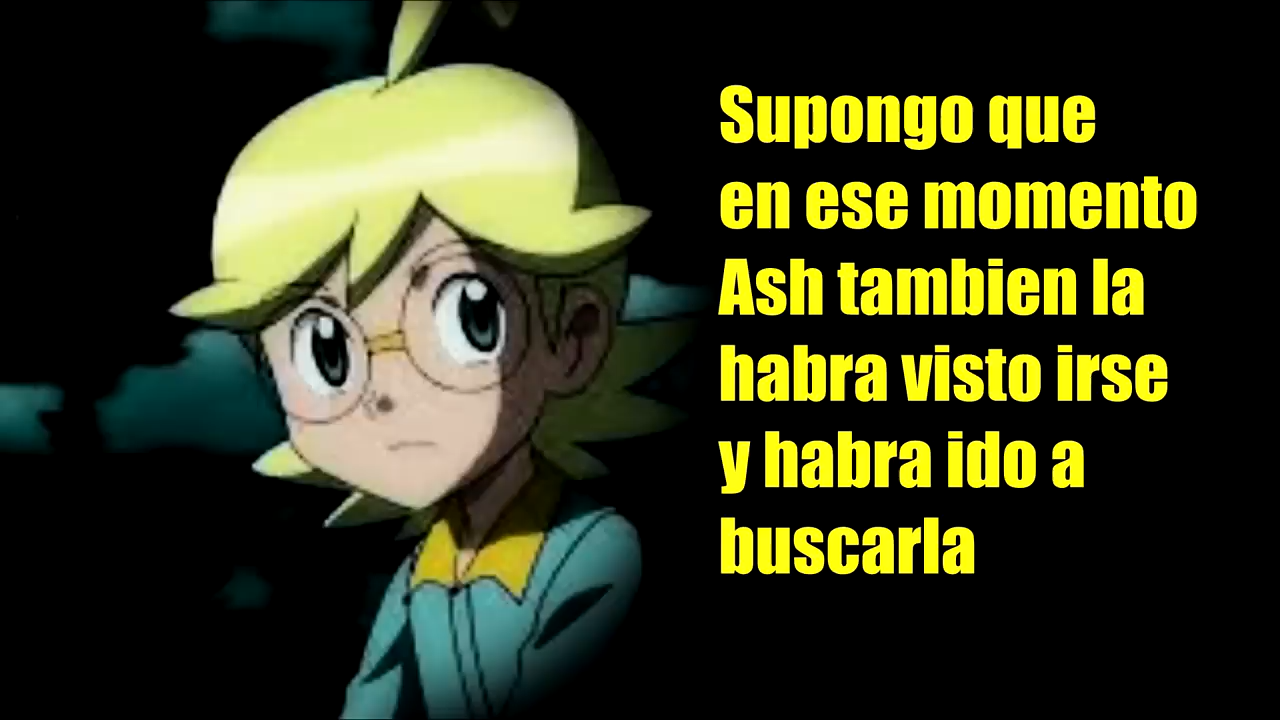 Supongo que
en ese momento
Ash tambien la
habra visto irse
y habra ido a
buscarla